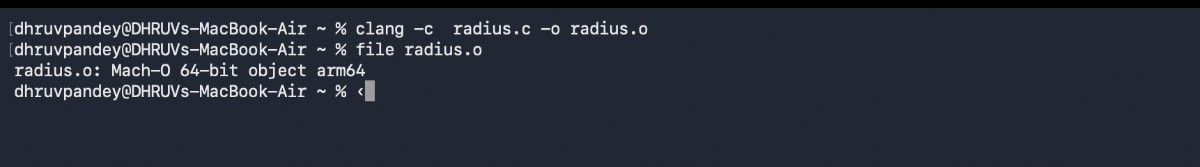 [dhruvpandey@DHRUVs-MacBook-Air ~ % clang -c  radius.c -o radius.o
[dhruvpandey@DHRUVs-MacBook-Air ~ % file radius.o
radius.o: Mach-O 64-bit object arm64
dhruvpandey@DHRUVs-MacBook-Air ~ % ‹